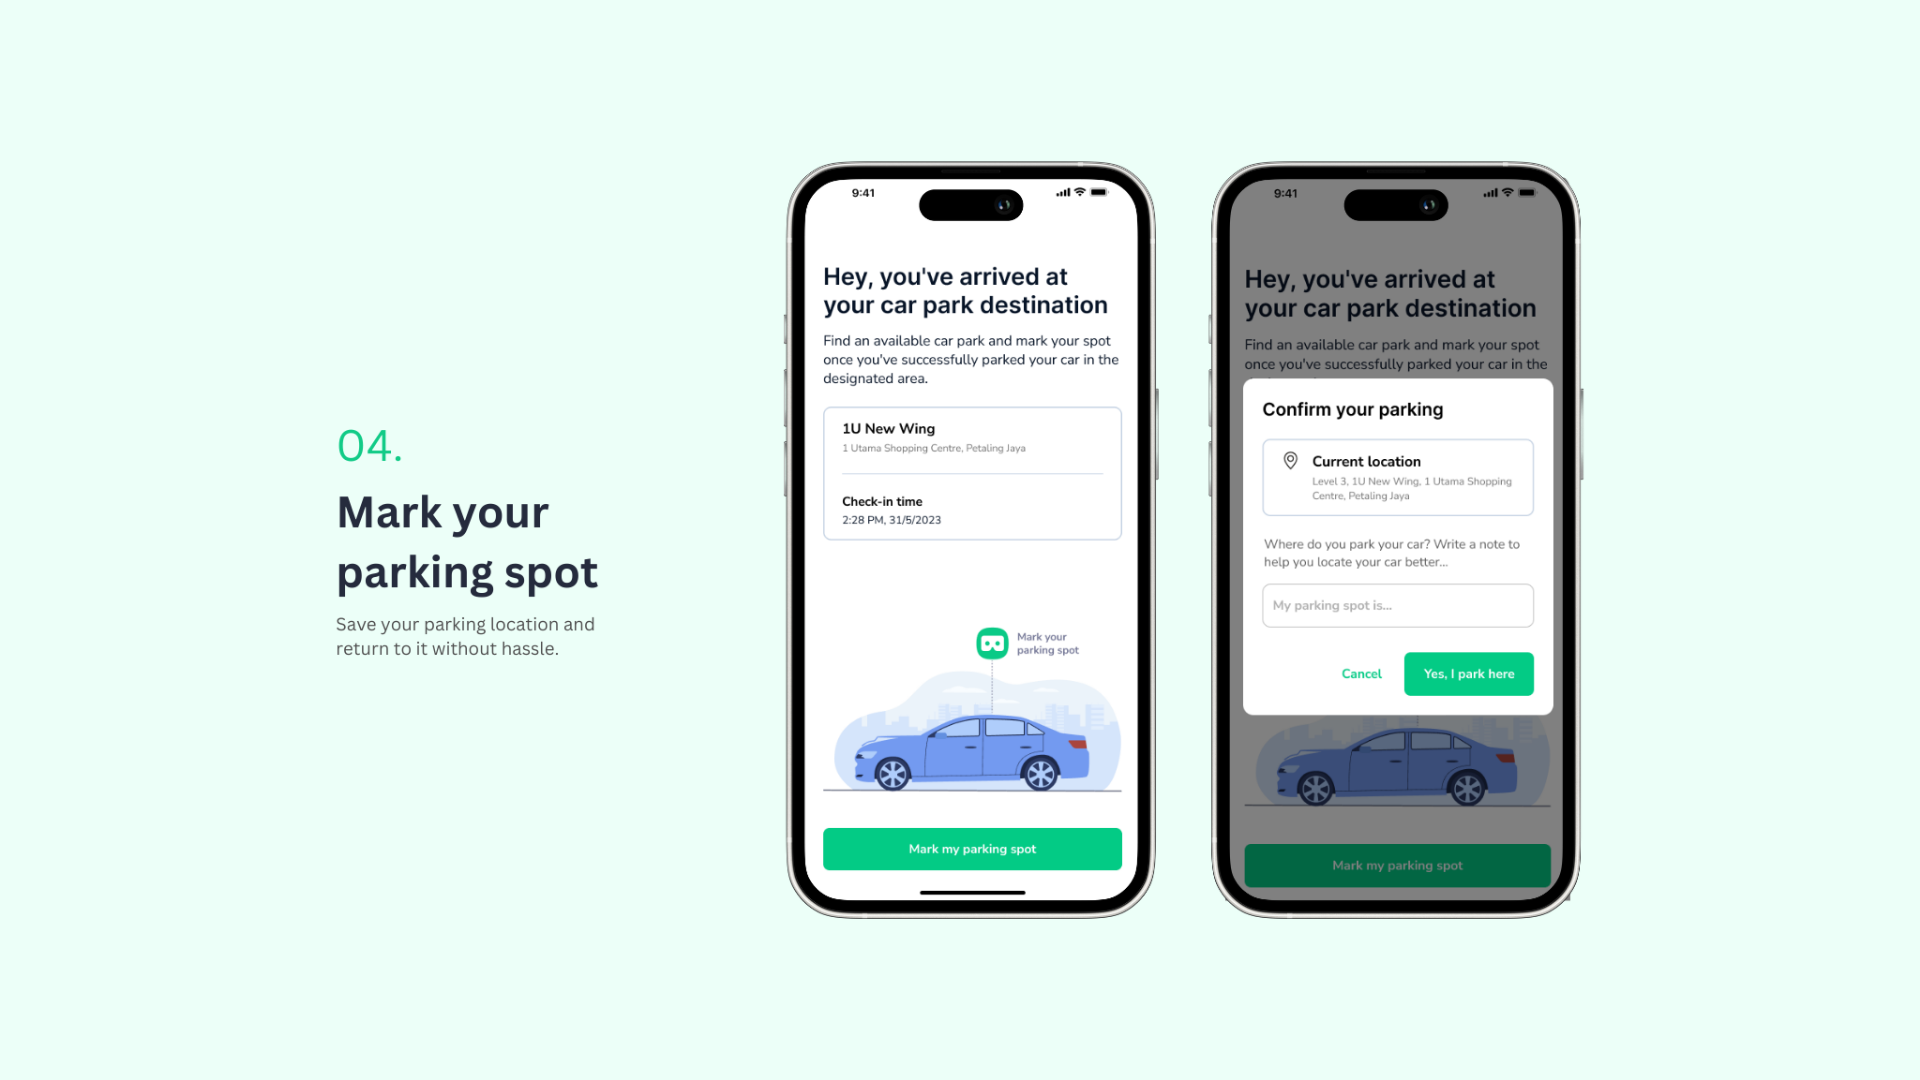 04.
Mark your
parking spot
Save your parking location and
return to it without hassle.
9:41
Hey, you've arrived at
your car park destination
Find an available car park and mark your spot
once you've successfully parked your car in the
designated area.
1U New Wing
1 Utama Shopping Centre, Petaling Jaya
Check-in time
2:28 PM, 31/5/2023
Mark your
parking spot
Mark my parking spot
9:41
Hey, you've arrived at
your car park destination
Find an available car park and mark your spot
once you've successfully parked your car in the
Confirm your parking
Current location
Level 3, 1U New Wing, 1 Utama Shopping
Centre, Petaling Jaya
Where do you park your car? Write a note to
help you locate your car better...
My parking spot is...
Cancel
Yes, I park here
Mark my parking spot